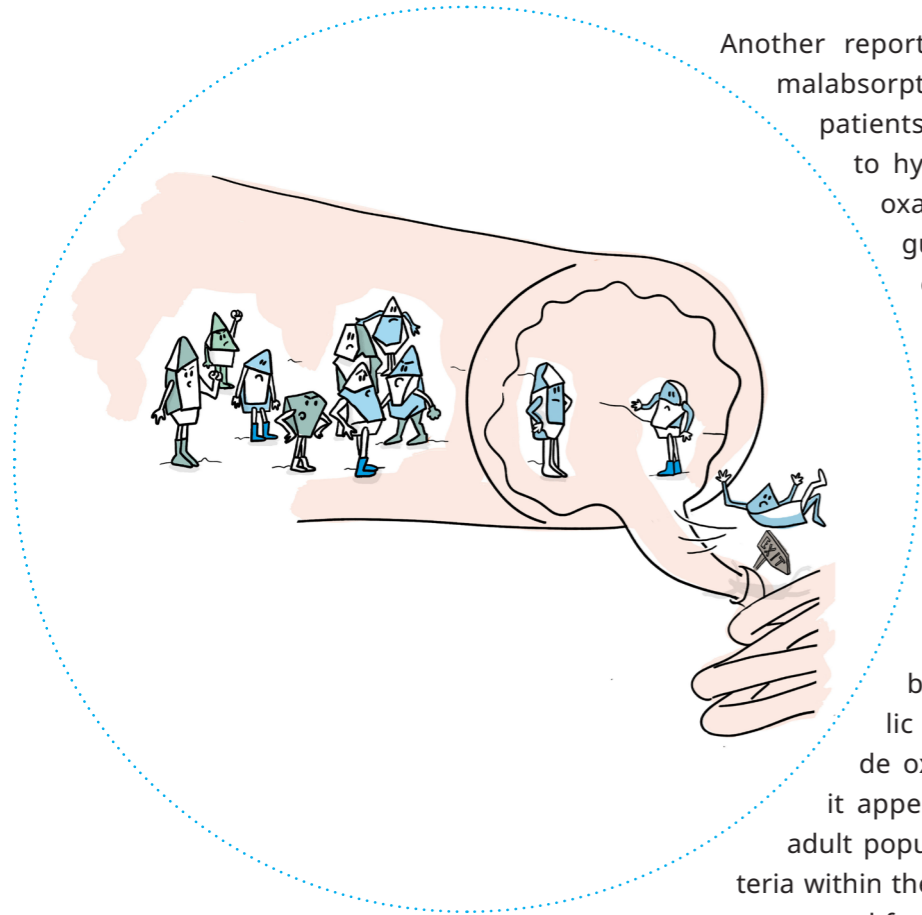 Another report
malabsorpt
patients
to hy
oxa
gu
EXIT
b
lic
de ox
it appe
adult popu
teria within the